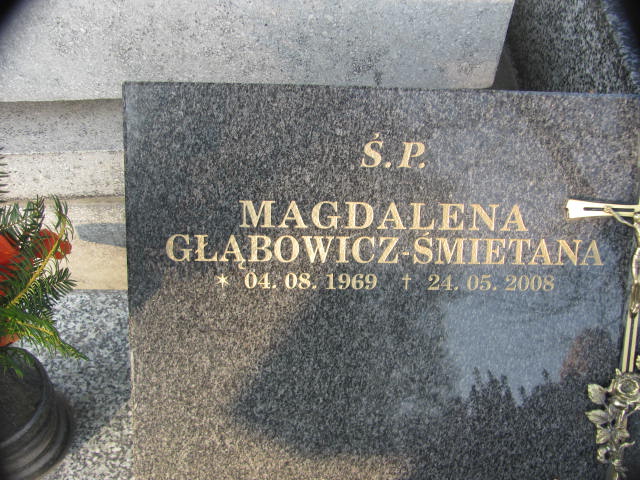 Ś.P.
MAGDALENA
GŁĄBOWICZ-ŚMIETANA
* 04. 08. 1969 † 24. 05. 2008